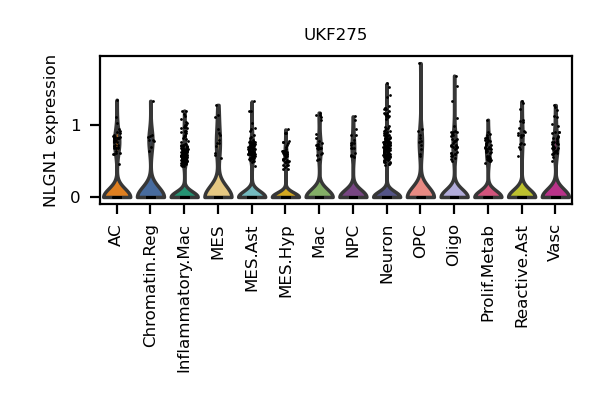 UKF275
NLGN1 expression
1
0
AC
Chromatin.Reg
Inflammatory.Mac
MES
MES.Ast
MES.Hyp
Mac
NPC
Neuron
OPC
Oligo
Prolif.Metab
Reactive.Ast
Vasc